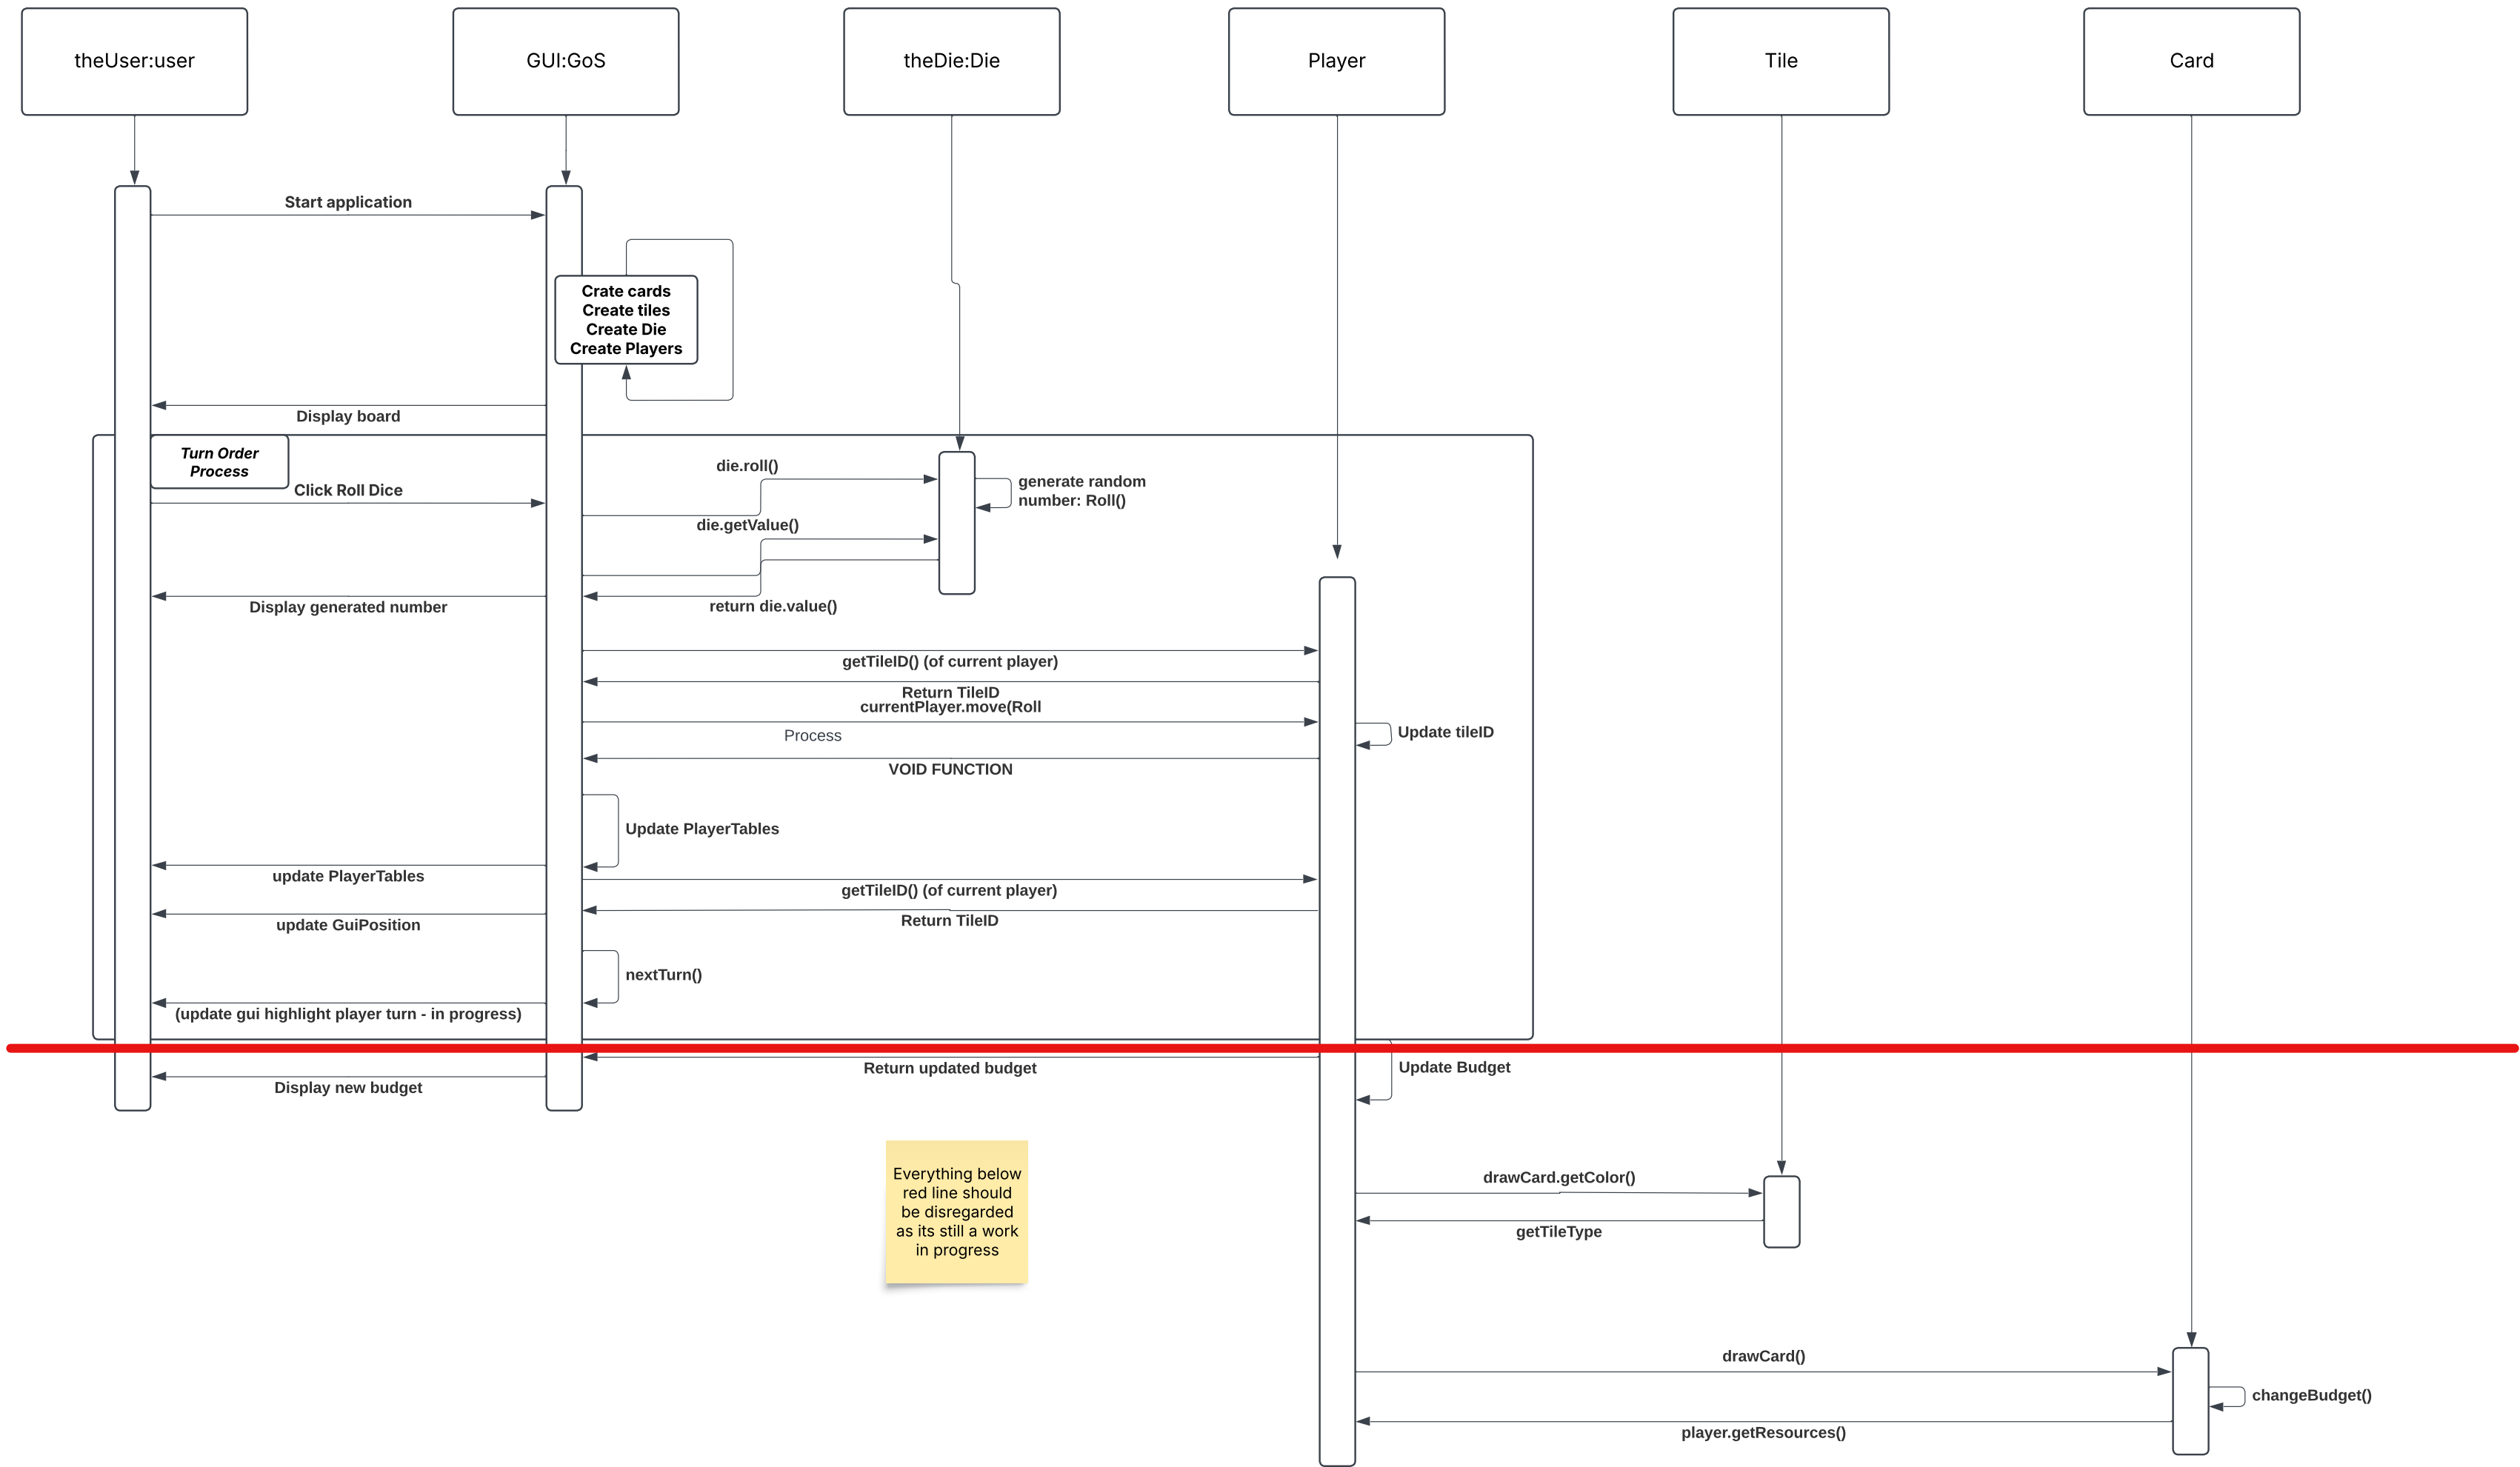 theUser:user
GUI:GoS
theDie:Die
Player
Tile
Card
Start application
Crate cards
Create tiles
Create Die
Create Players
Display board
Turn Order
Process
Click Roll Dice
die.roll()
generate random
number: Roll()
die.getValue()
Display generated number
return die.value()
getTileID() (of current player)
Return TileID
currentPlayer.move(Roll
Process
Update tileID
VOID FUNCTION
Update PlayerTables
update PlayerTables
getTileID() (of current player)
update GuiPosition
Return TileID
nextTurn()
(update gui highlight player turn - in progress)
Return updated budget
Update Budget
Display new budget
Everything below
red line should
be disregarded
as its still a work
in progress
drawCard.getColor()
getTileType
drawCard()
changeBudget()
player.getResources()